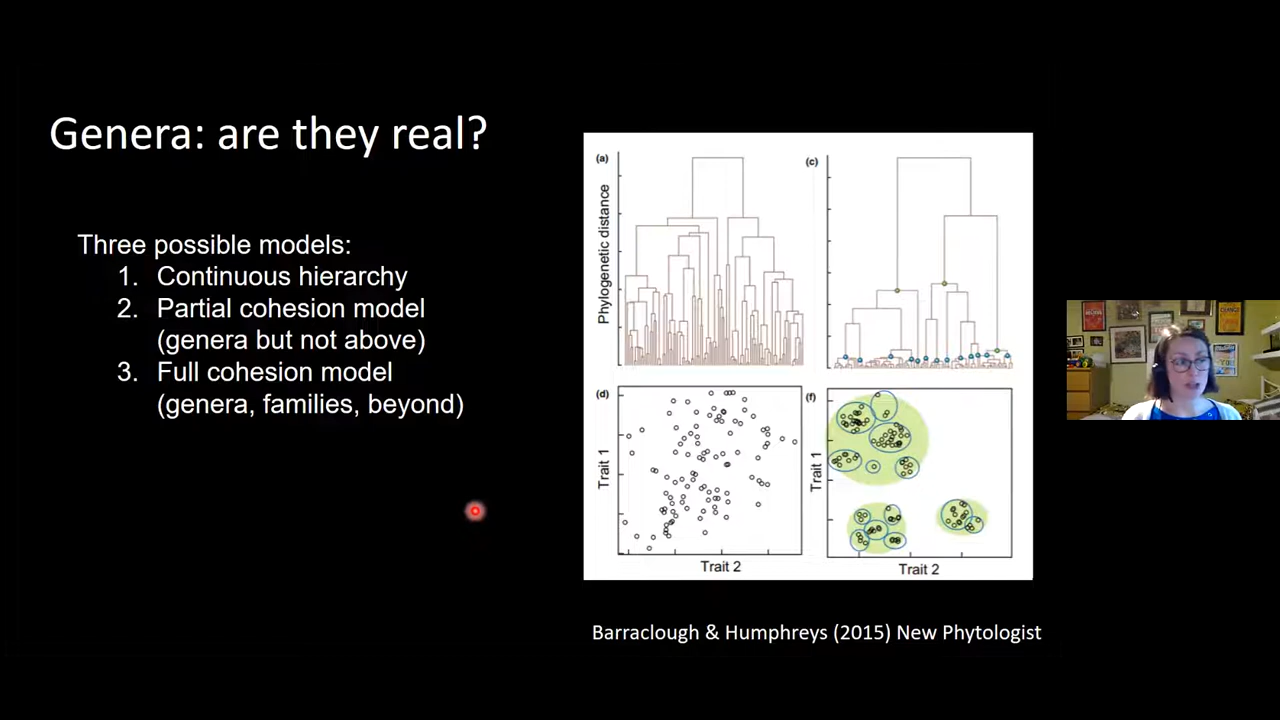 Genera: are they real?
Three possible models:
1. Continuous hierarchy
2. Partial cohesion model
(genera but not above)
3. Full cohesion model
(genera, families, beyond)
(a)
(c)
Phylogenetic distance
(d)
(f)
Trait 1
Trait 1
Trait 2
Trait 2
Barraclough & Humphreys (2015) New Phytologist